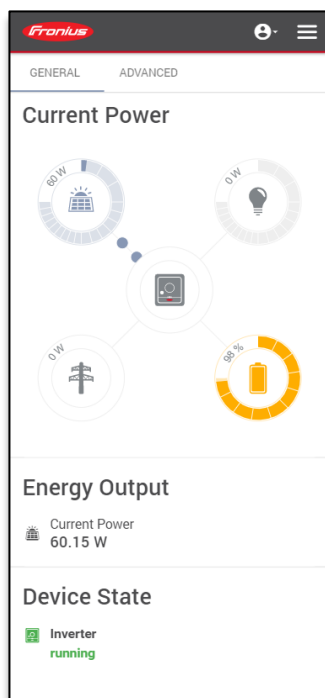 Fronius
GENERAL ADVANCED
Current Power
60 W
0 W
0 W
98 %
Energy Output
Current Power
60.15 W
Device State
Inverter
running